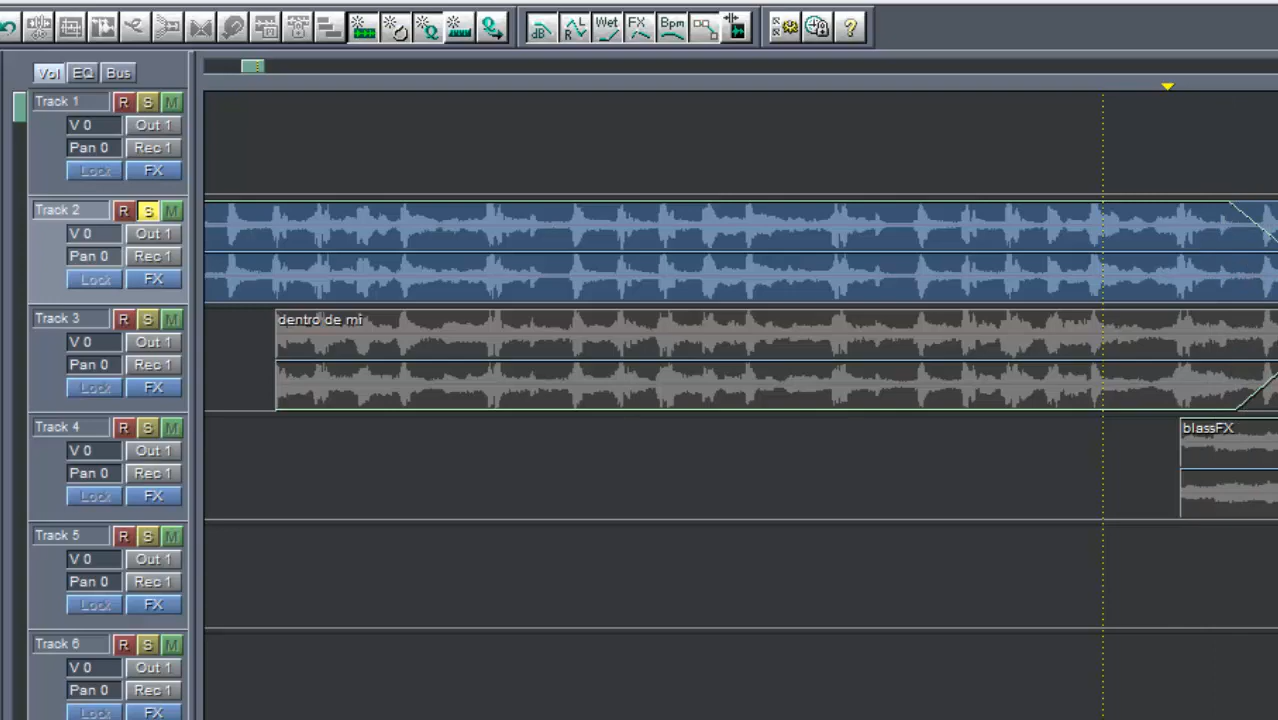 dB L R Wet FX Bpm ?
Vol EQ Bus
Track 1 R S M
V 0 Out 1
Pan 0 Rec 1
Lock FX
Track 2 R S M
V 0 Out 1
Pan 0 Rec 1
Lock FX
Track 3 R S M
dentro de mi
V 0 Out 1
Pan 0 Rec 1
Lock FX
Track 4 R S M
blassFX
V 0 Out 1
Pan 0 Rec 1
Lock FX
Track 5 R S M
V 0 Out 1
Pan 0 Rec 1
Lock FX
Track 6 R S M
V 0 Out 1
Pan 0 Rec 1
FX